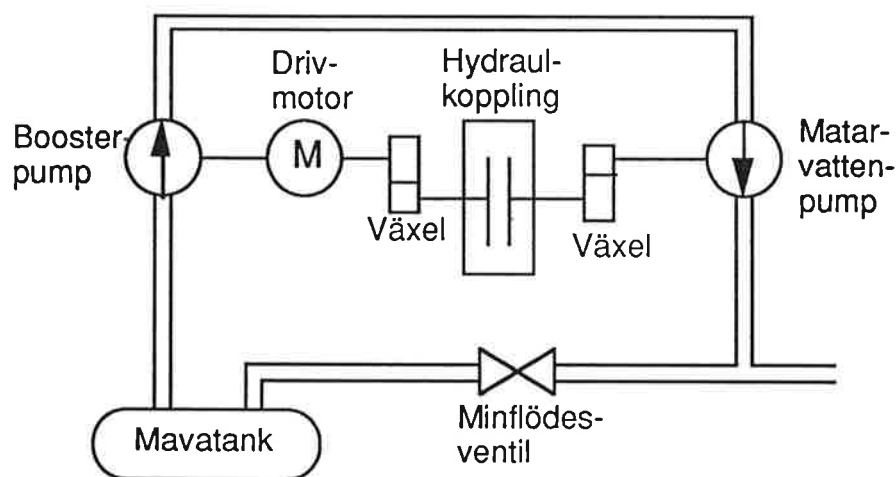 Driv-
motor
Hydraul-
koppling
Booster-
pump
M
Matar-
vatten-
pump
Växel
Växel
Minflödes-
ventil
Mavatank